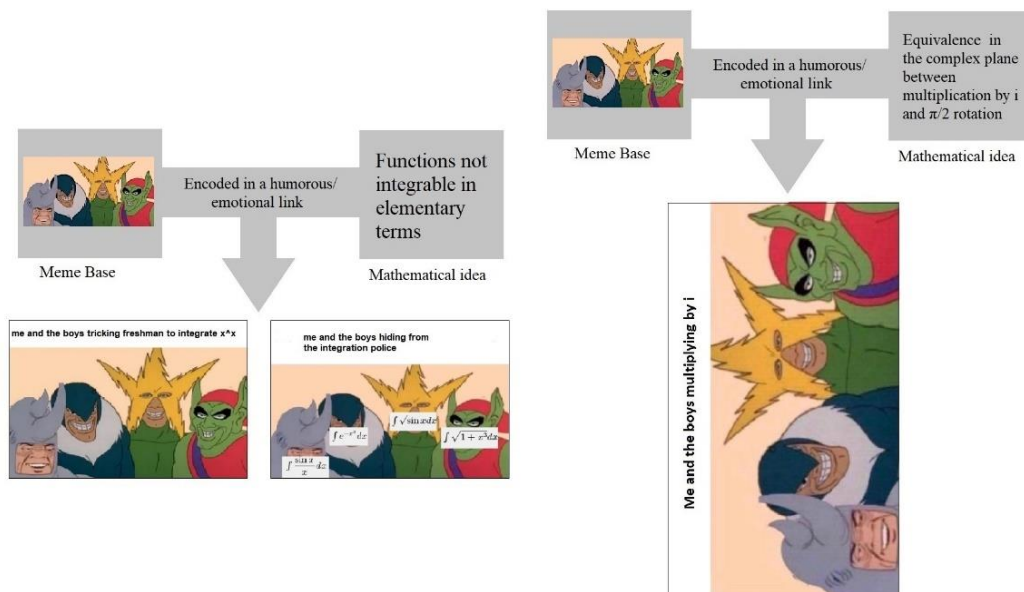 Encoded in a humorous/
emotional link
Functions not
integrable in
elementary
terms
Meme Base
Mathematical idea
me and the boys tricking freshman to integrate x^x
me and the boys hiding from
the integration police
∫√sin xdx
∫e^{-x²}dx
∫√1 + x³dx
∫ sin x/x dx
Encoded in a humorous/
emotional link
Equivalence in
the complex plane
between
multiplication by i
and π/2 rotation
Meme Base
Mathematical idea
Me and the boys multiplying by i